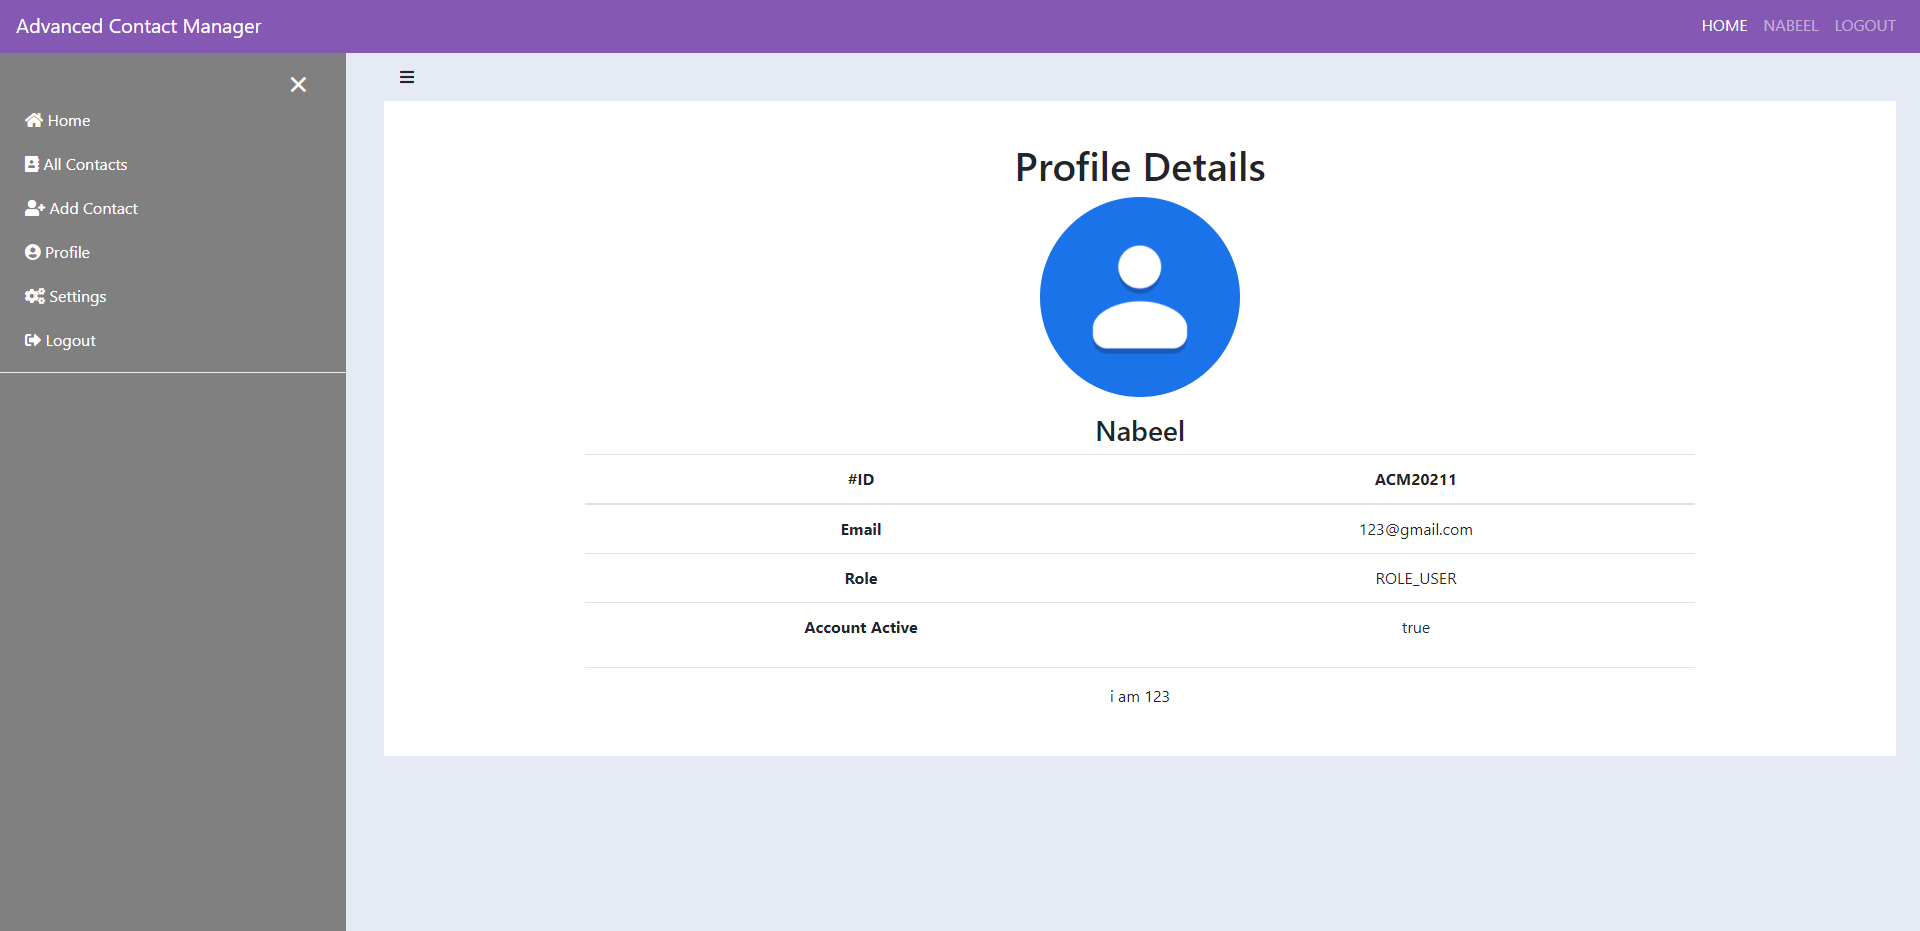 Advanced Contact Manager
HOME NABEEL LOGOUT
Home
All Contacts
Add Contact
Profile
Settings
Logout
Profile Details
Nabeel
#ID ACM20211
Email 123@gmail.com
Role ROLE_USER
Account Active true
i am 123